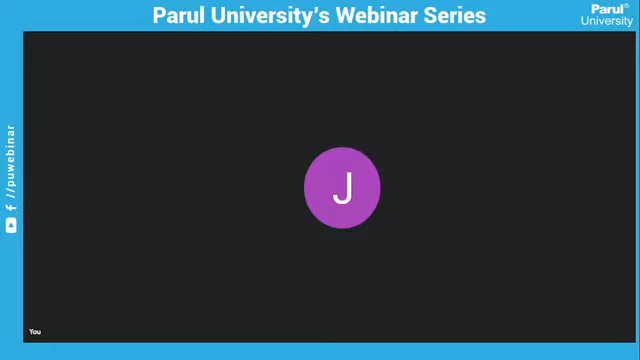 Parul University's Webinar Series
Parul®
University
f //puwebinar
J
You